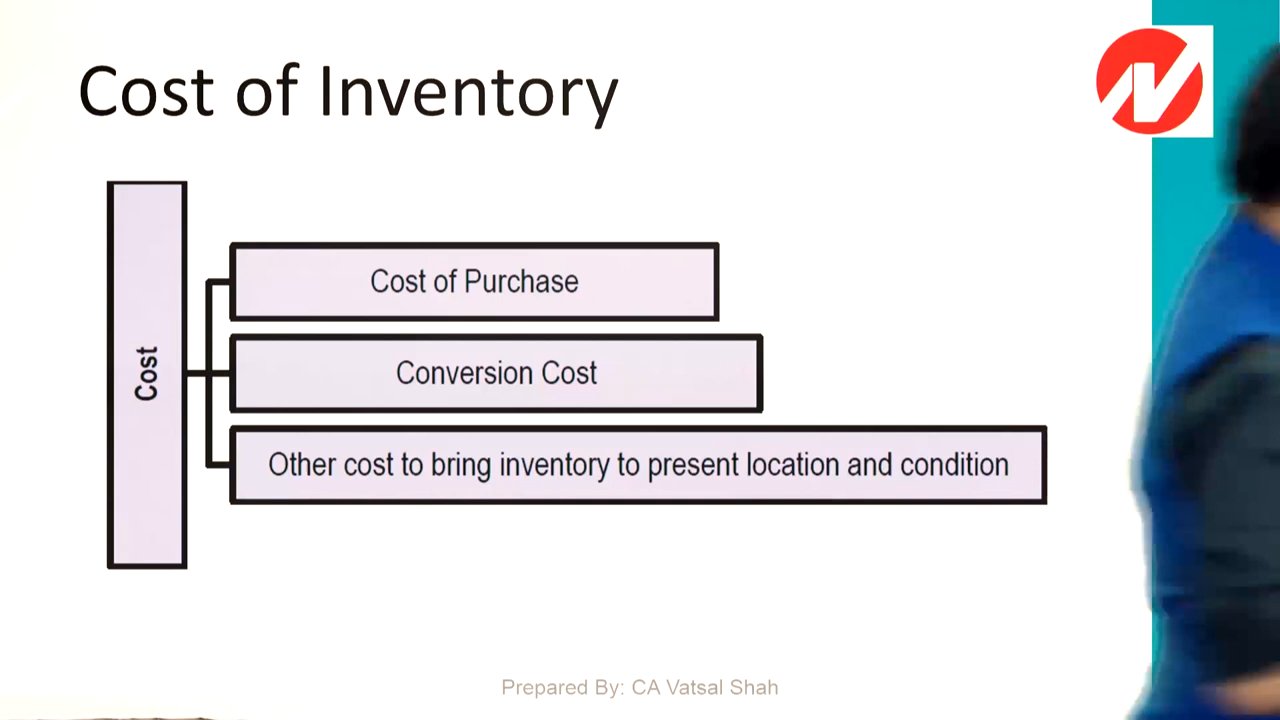 Cost of Inventory
Cost
Cost of Purchase
Conversion Cost
Other cost to bring inventory to present location and condition
Prepared By: CA Vatsal Shah